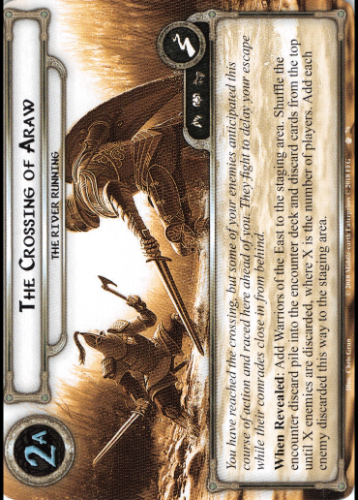 2A
THE CROSSING OF ARAW
THE RIVER RUNNING
You have reached the crossing, but some of your enemies anticipated this
course of action and raced here ahead of you. They fight to delay your escape
while their comrades close in from behind.
When Revealed: Add Warriors of the East to the staging area. Shuffle the
encounter discard pile into the encounter deck and discard cards from the top
until X enemies are discarded, where X is the number of players. Add each
enemy discarded this way to the staging area.
© 2018 Middle-earth Enterprises © 2018 FFG